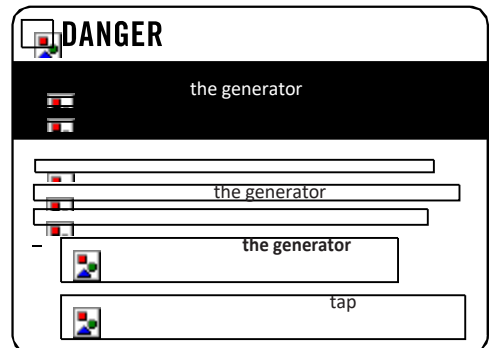 DANGER
the generator
the generator
–
the generator
tap